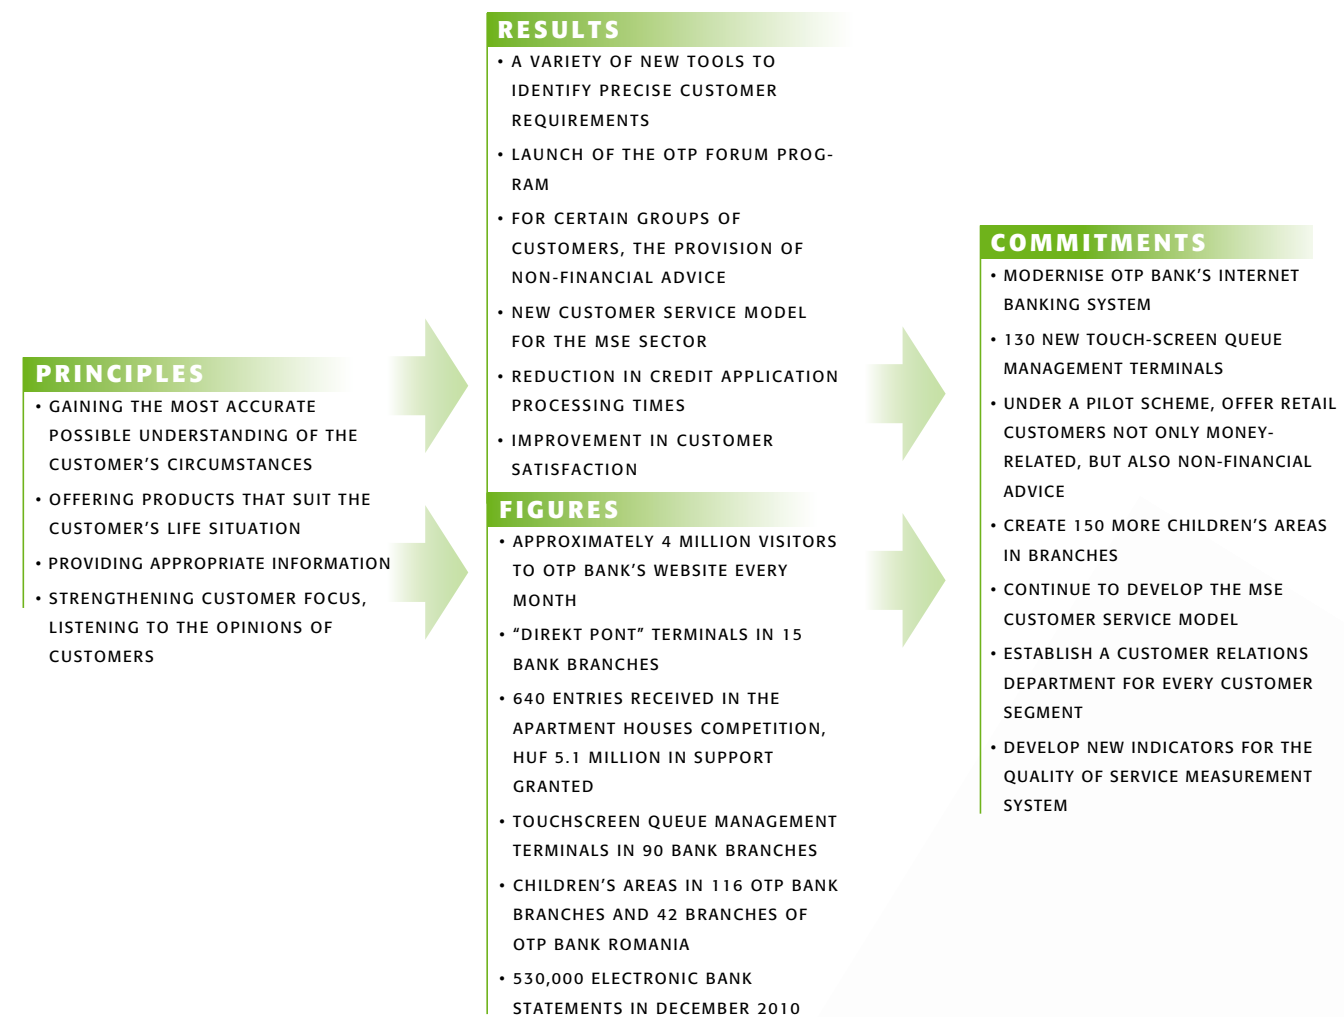 PRINCIPLES
• GAINING THE MOST ACCURATE
POSSIBLE UNDERSTANDING OF THE
CUSTOMER’S CIRCUMSTANCES
• OFFERING PRODUCTS THAT SUIT THE
CUSTOMER’S LIFE SITUATION
• PROVIDING APPROPRIATE INFORMATION
• STRENGTHENING CUSTOMER FOCUS,
LISTENING TO THE OPINIONS OF
CUSTOMERS
RESULTS
• A VARIETY OF NEW TOOLS TO
IDENTIFY PRECISE CUSTOMER
REQUIREMENTS
• LAUNCH OF THE OTP FORUM PROG-
RAM
• FOR CERTAIN GROUPS OF
CUSTOMERS, THE PROVISION OF
NON-FINANCIAL ADVICE
• NEW CUSTOMER SERVICE MODEL
FOR THE MSE SECTOR
• REDUCTION IN CREDIT APPLICATION
PROCESSING TIMES
• IMPROVEMENT IN CUSTOMER
SATISFACTION
FIGURES
• APPROXIMATELY 4 MILLION VISITORS
TO OTP BANK’S WEBSITE EVERY
MONTH
• “DIREKT PONT” TERMINALS IN 15
BANK BRANCHES
• 640 ENTRIES RECEIVED IN THE
APARTMENT HOUSES COMPETITION,
HUF 5.1 MILLION IN SUPPORT
GRANTED
• TOUCHSCREEN QUEUE MANAGEMENT
TERMINALS IN 90 BANK BRANCHES
• CHILDREN’S AREAS IN 116 OTP BANK
BRANCHES AND 42 BRANCHES OF
OTP BANK ROMANIA
• 530,000 ELECTRONIC BANK
STATEMENTS IN DECEMBER 2010
COMMITMENTS
• MODERNISE OTP BANK’S INTERNET
BANKING SYSTEM
• 130 NEW TOUCH-SCREEN QUEUE
MANAGEMENT TERMINALS
• UNDER A PILOT SCHEME, OFFER RETAIL
CUSTOMERS NOT ONLY MONEY-
RELATED, BUT ALSO NON-FINANCIAL
ADVICE
• CREATE 150 MORE CHILDREN’S AREAS
IN BRANCHES
• CONTINUE TO DEVELOP THE MSE
CUSTOMER SERVICE MODEL
• ESTABLISH A CUSTOMER RELATIONS
DEPARTMENT FOR EVERY CUSTOMER
SEGMENT
• DEVELOP NEW INDICATORS FOR THE
QUALITY OF SERVICE MEASUREMENT
SYSTEM